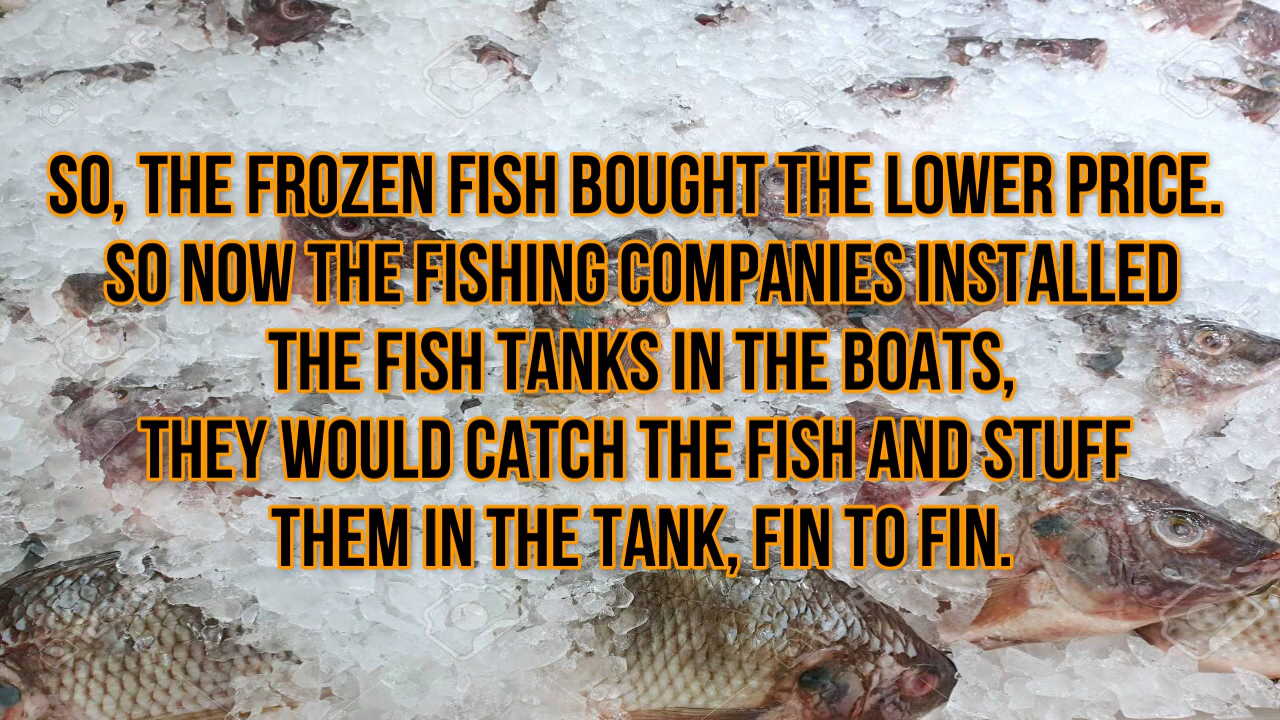 SO, THE FROZEN FISH BOUGHT THE LOWER PRICE.
SO NOW THE FISHING COMPANIES INSTALLED
THE FISH TANKS IN THE BOATS,
THEY WOULD CATCH THE FISH AND STUFF
THEM IN THE TANK, FIN TO FIN.